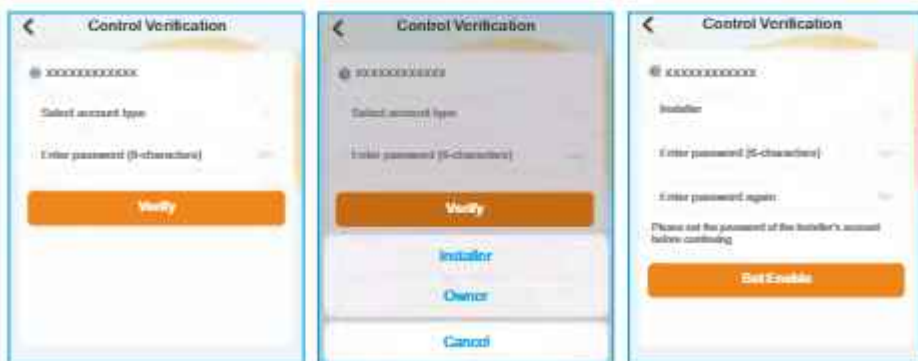 Control Verification
xxxxxxxxxxxx
Select account type
Enter password (6-characters)
Verify
Control Verification
xxxxxxxxxxxx
Select account type
Enter password (6-characters)
Verify
Installer
Owner
Cancel
Control Verification
xxxxxxxxxxxx
Installer
Enter password (6-characters)
Enter password again
Please set the password of the Installer's account
before continuing
Set Enable